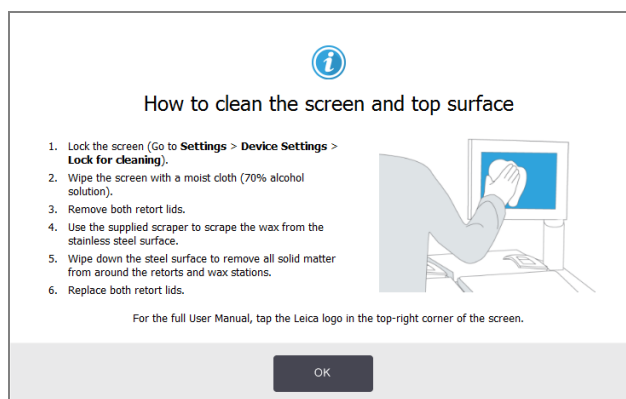 How to clean the screen and top surface
1. Lock the screen (Go to Settings > Device Settings >
Lock for cleaning).
2. Wipe the screen with a moist cloth (70% alcohol
solution).
3. Remove both retort lids.
4. Use the supplied scraper to scrape the wax from the
stainless steel surface.
5. Wipe down the steel surface to remove all solid matter
from around the retorts and wax stations.
6. Replace both retort lids.
For the full User Manual, tap the Leica logo in the top-right corner of the screen.
OK